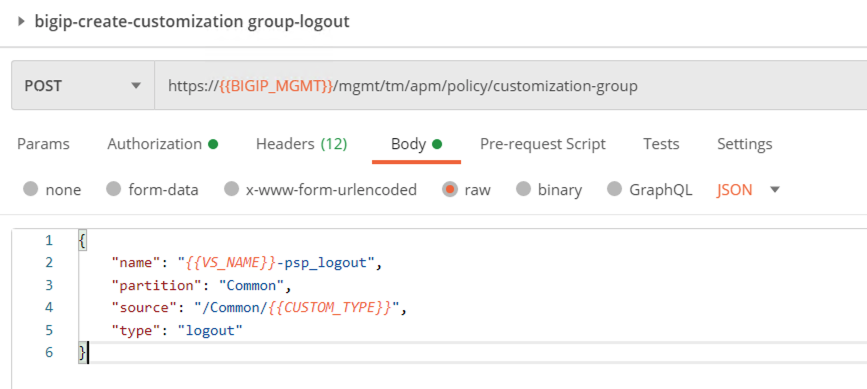 bigip-create-customization group-logout
POST https://{{BIGIP_MGMT}}/mgmt/tm/apm/policy/customization-group
Params Authorization Headers (12) Body Pre-request Script Tests Settings
none form-data x-www-form-urlencoded raw binary GraphQL JSON
1 {
2 "name": "{{VS_NAME}}-psp_logout",
3 "partition": "Common",
4 "source": "/Common/{{CUSTOM_TYPE}}",
5 "type": "logout"
6 }